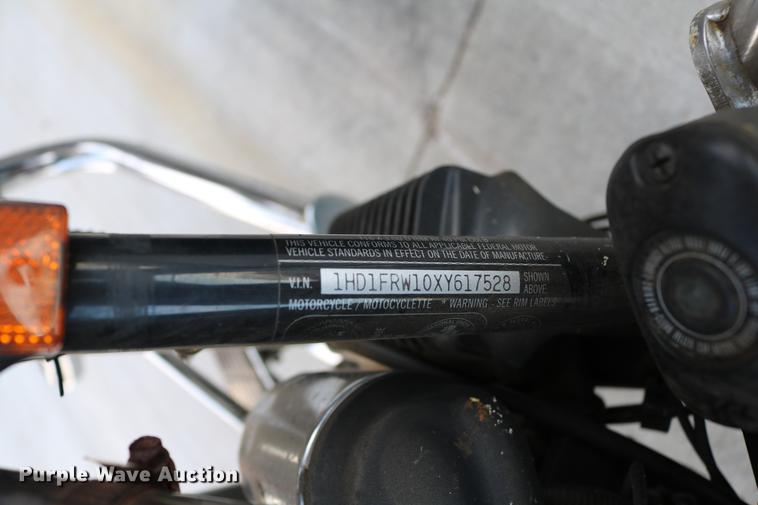 THIS VEHICLE CONFORMS TO ALL APPLICABLE FEDERAL MOTOR
VEHICLE STANDARDS IN EFFECT ON THE DATE OF MANUFACTURE.
V.I.N. 1HD1FRW10XY617528 SHOWN ABOVE.
MOTORCYCLE / MOTOCYCLETTE * WARNING - SEE RIM LABELS
Purple Wave Auction